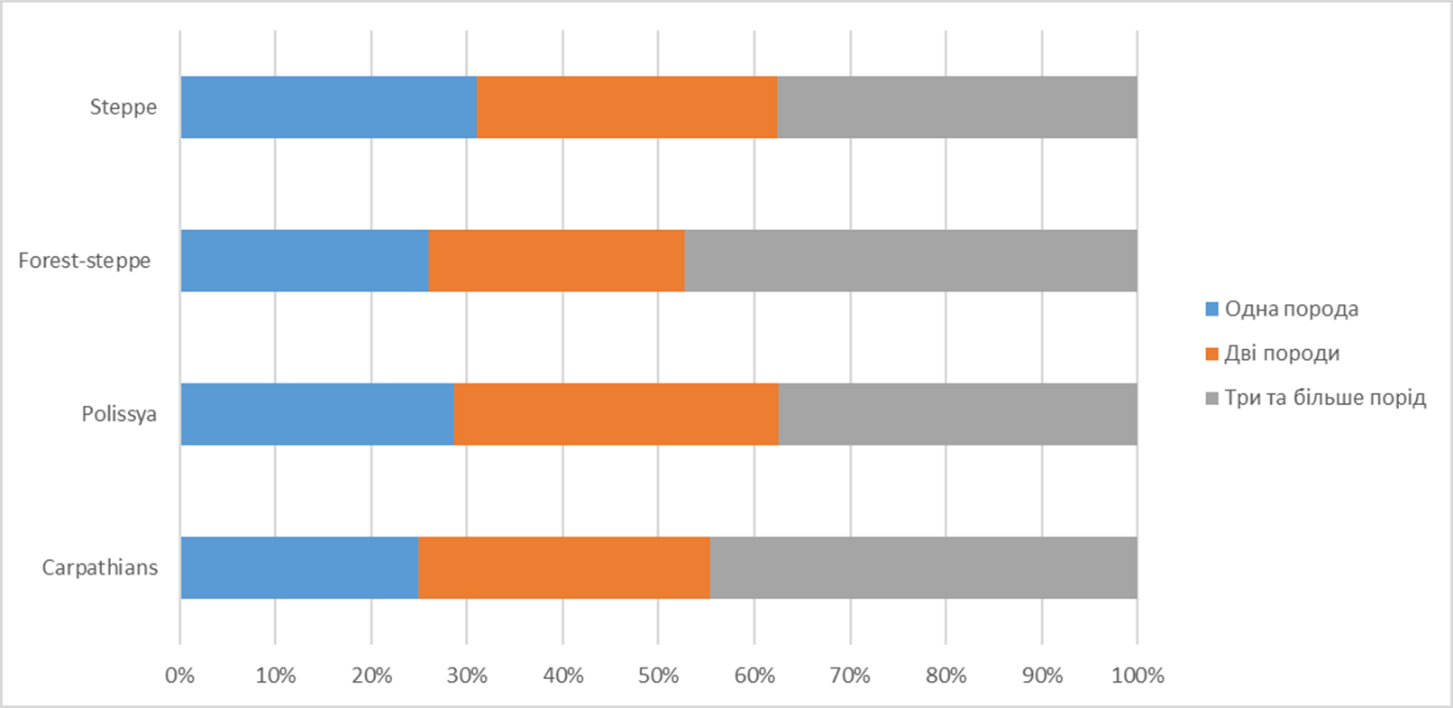 Steppe
Forest-steppe
Polissya
Carpathians
0% 10% 20% 30% 40% 50% 60% 70% 80% 90% 100%
Одна порода
Дві породи
Три та більше порід